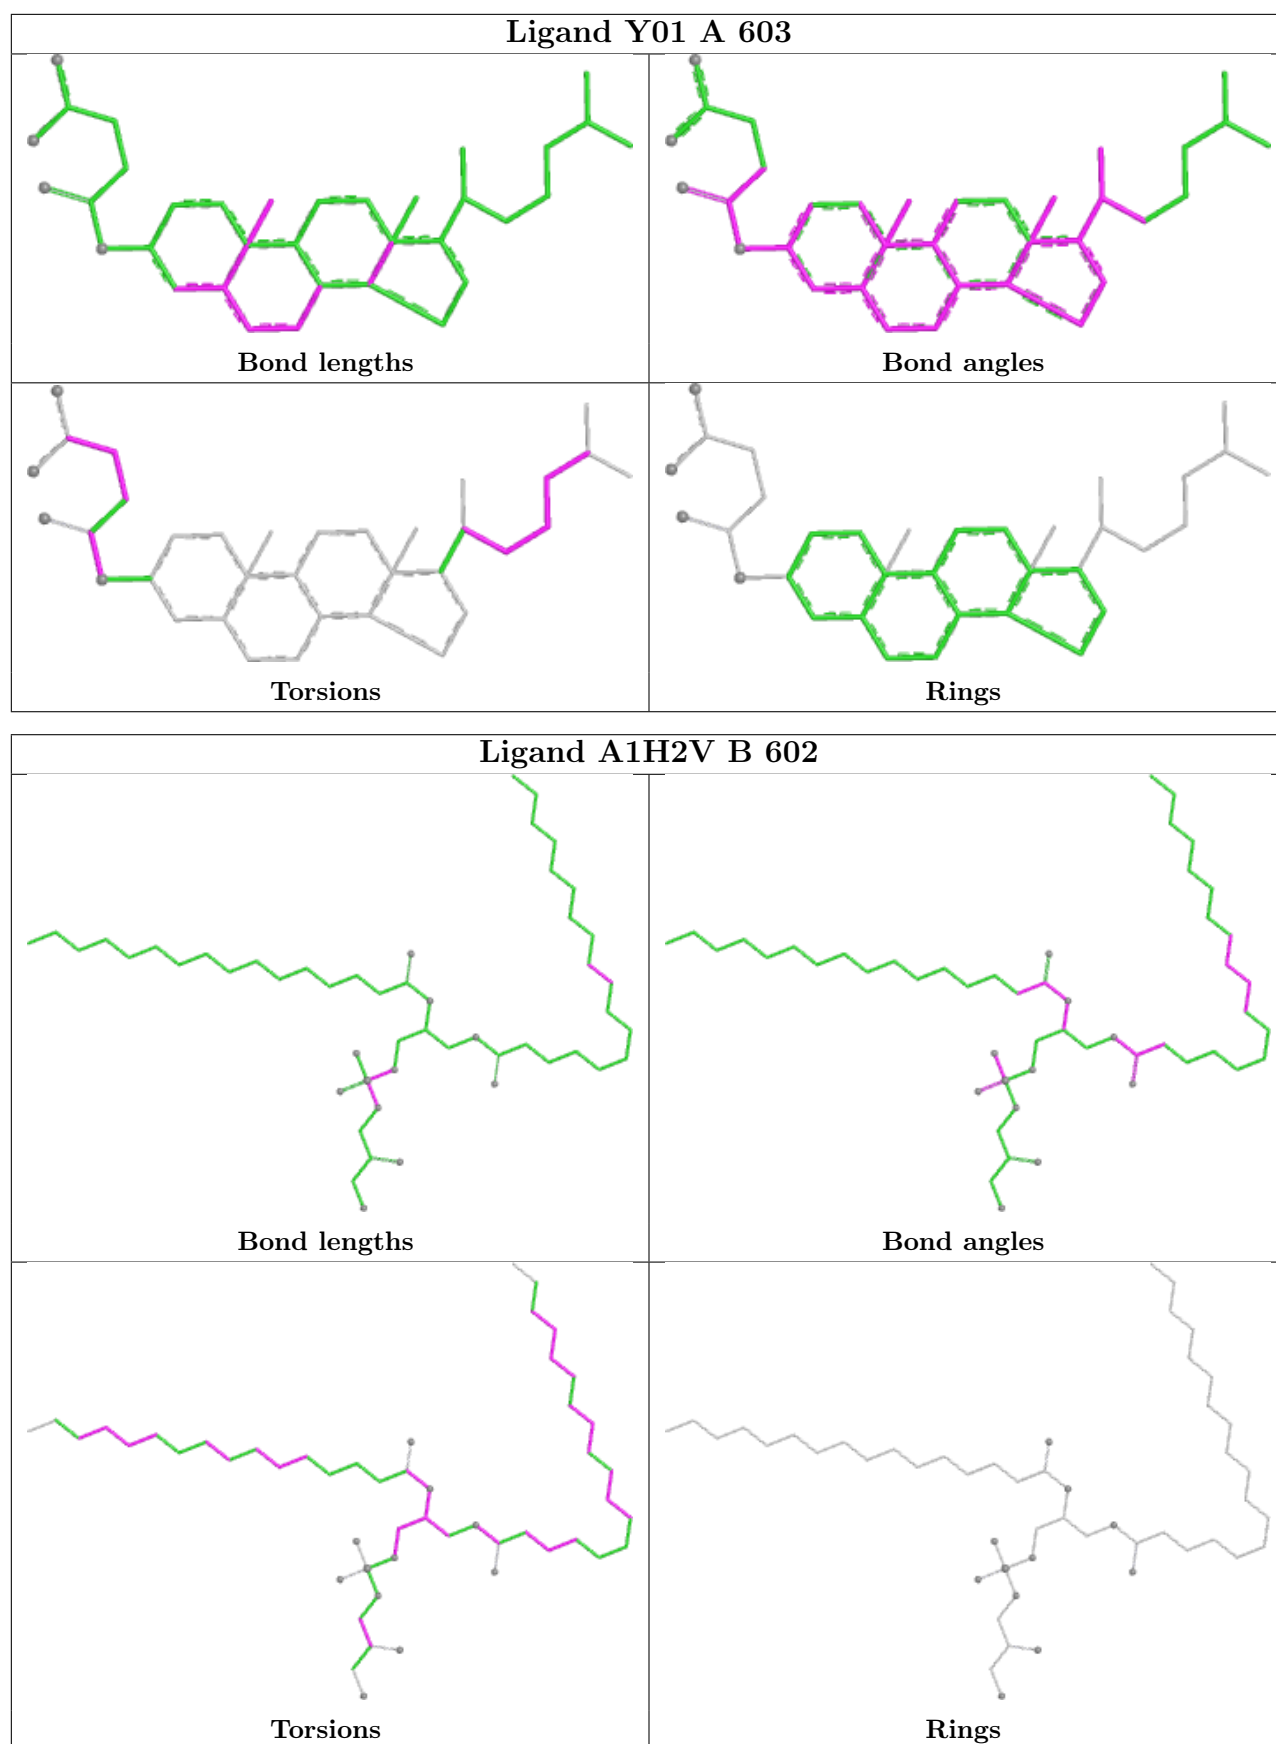 Ligand Y01 A 603
Bond lengths
Bond angles
Torsions
Rings
Ligand A1H2V B 602
Bond lengths
Bond angles
Torsions
Rings